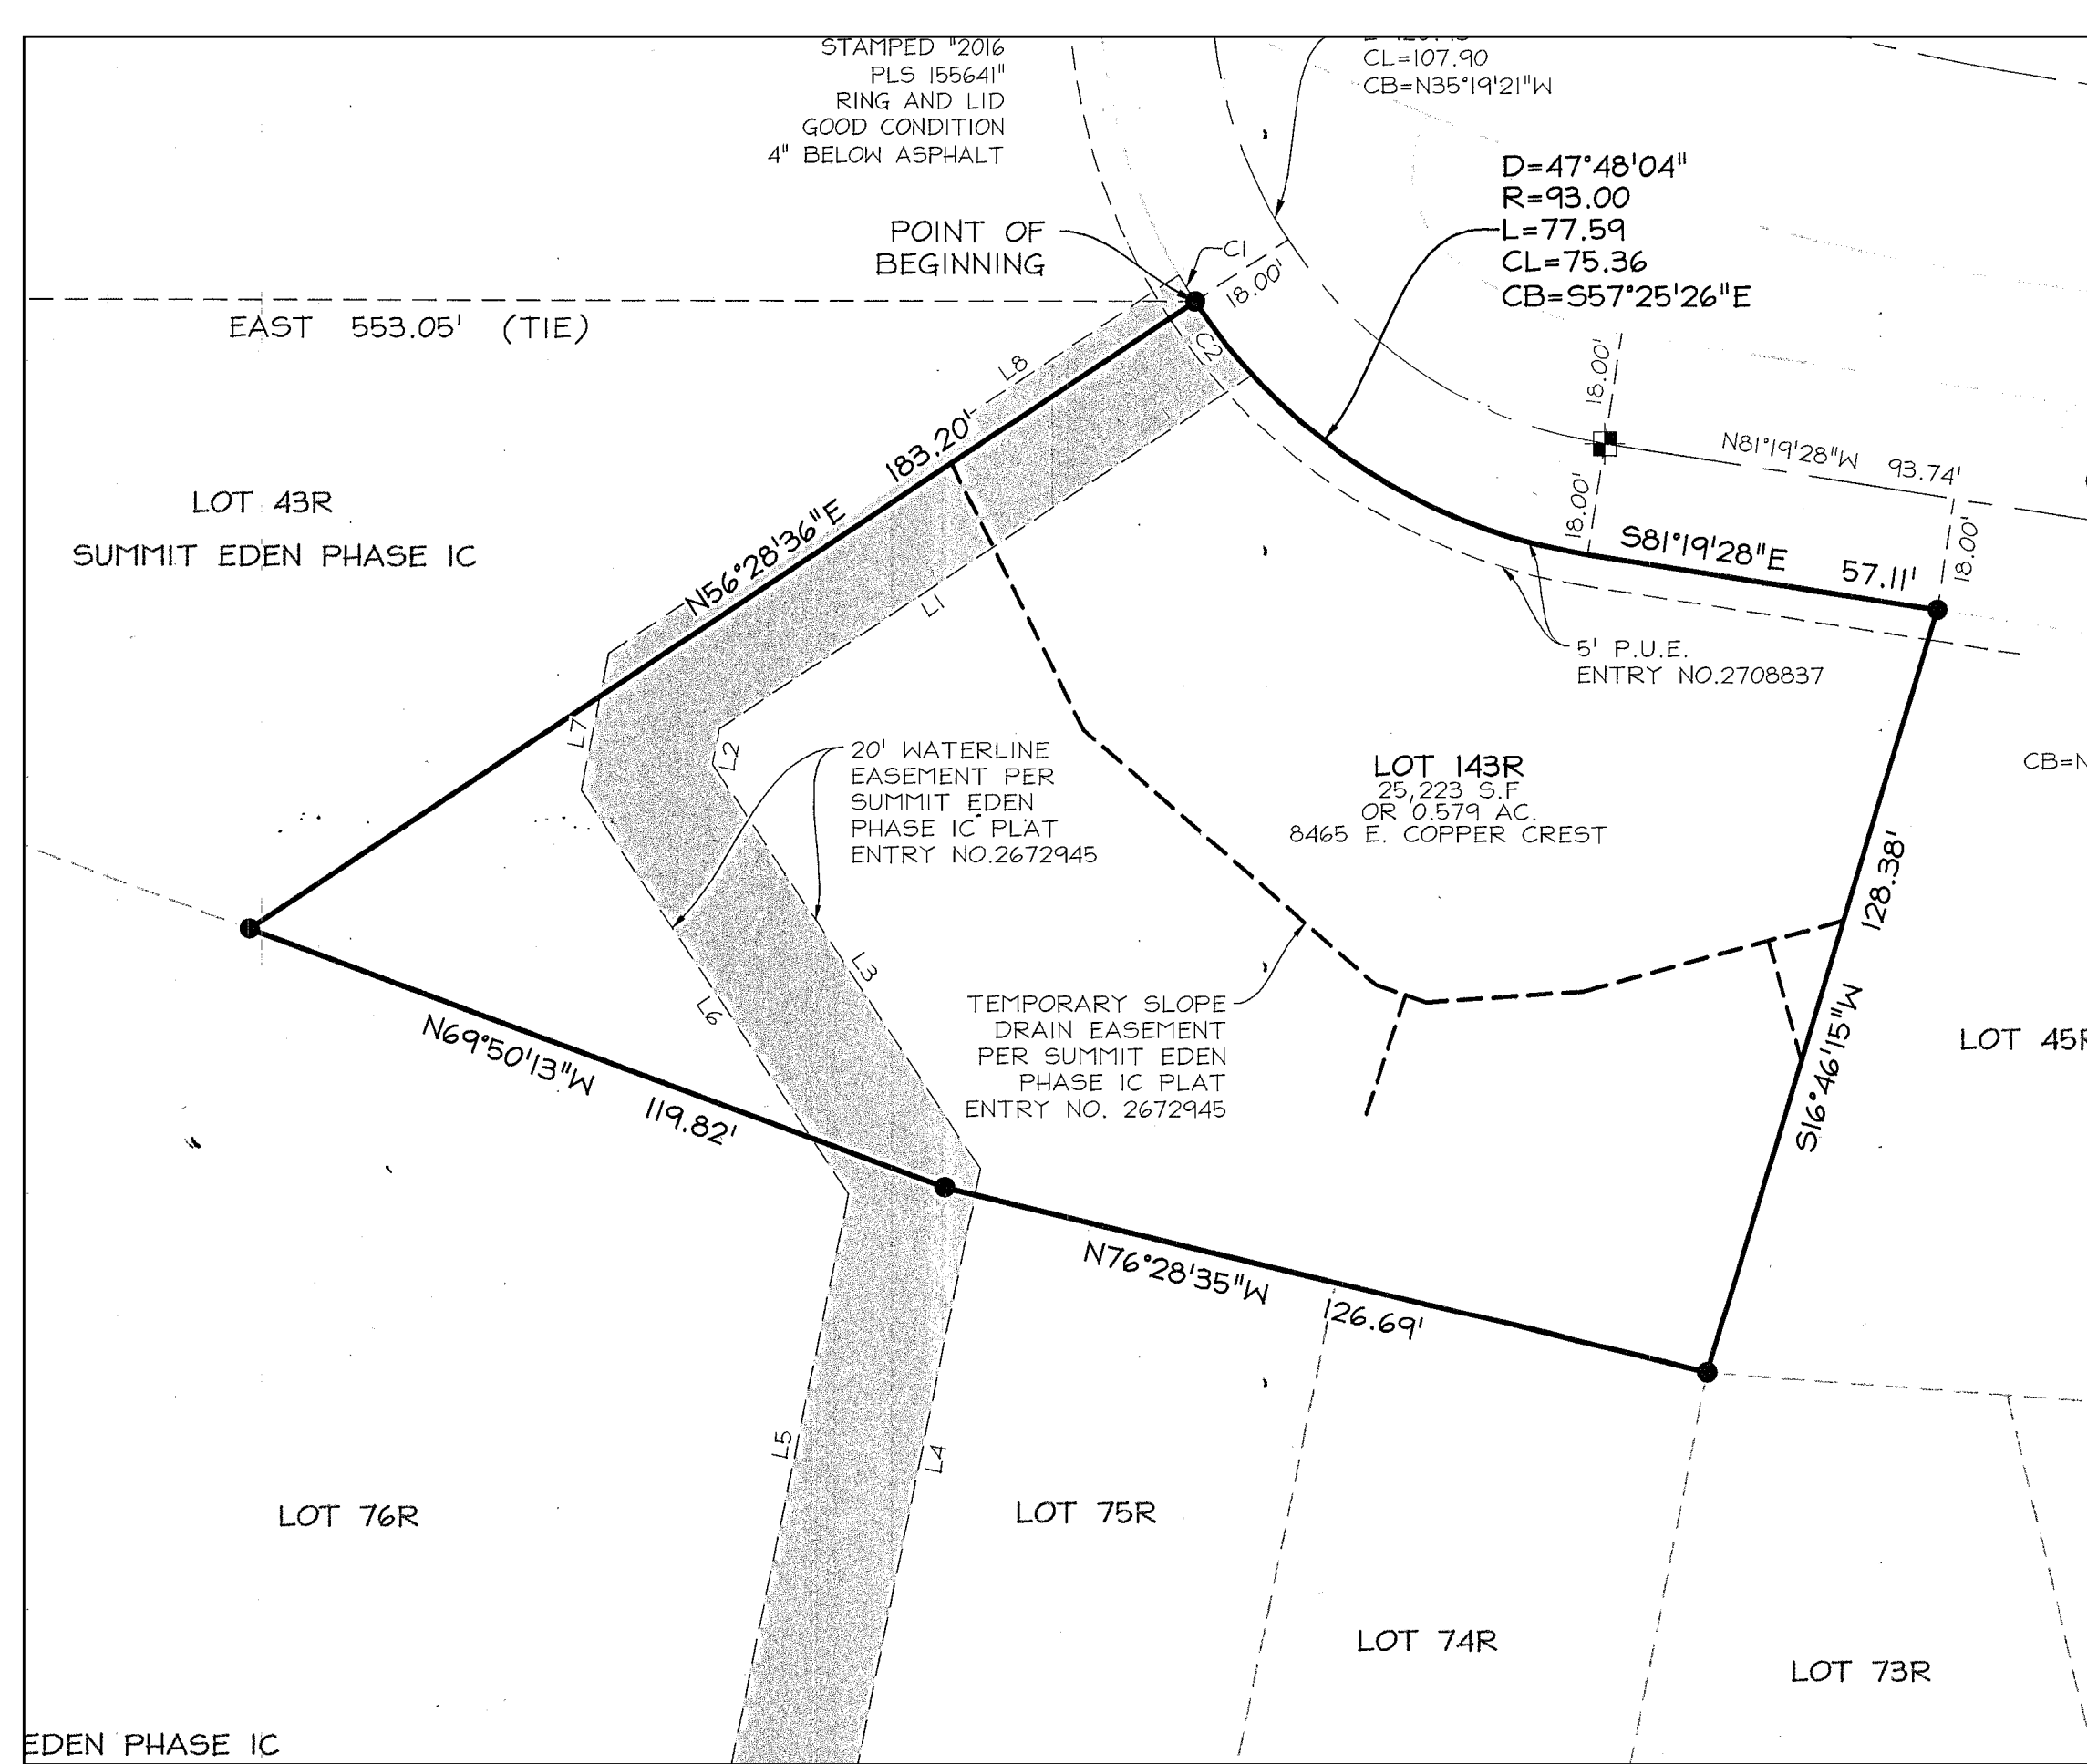 STAMPED "2016
PLS 155641"
RING AND LID
GOOD CONDITION
4" BELOW ASPHALT
CL=107.90
CB=N35°19'21"W
D=47°48'04"
R=93.00
L=77.59
CL=75.36
CB=S57°25'26"E
POINT OF
BEGINNING
C1
18.00'
EAST 553.05' (TIE)
C2
L8
18.00'
183.20'
N81°19'28"W 93.74'
LOT 43R
SUMMIT EDEN PHASE 1C
N56°28'36"E
18.00'
S81°19'28"E 57.11'
18.00'
L1
5' P.U.E.
ENTRY NO.2708837
L7
L2
20' WATERLINE
EASEMENT PER
SUMMIT EDEN
PHASE 1C PLAT
ENTRY NO.2672945
LOT 143R
25,223 S.F
OR 0.579 AC.
8465 E. COPPER CREST
CB=N
128.38'
L3
L6
TEMPORARY SLOPE
DRAIN EASEMENT
PER SUMMIT EDEN
PHASE 1C PLAT
ENTRY NO. 2672945
S16°46'15"W
LOT 45R
N69°50'13"W
119.82'
N76°28'35"W
126.69'
L5
L4
LOT 76R
LOT 75R
LOT 74R
LOT 73R
EDEN PHASE 1C